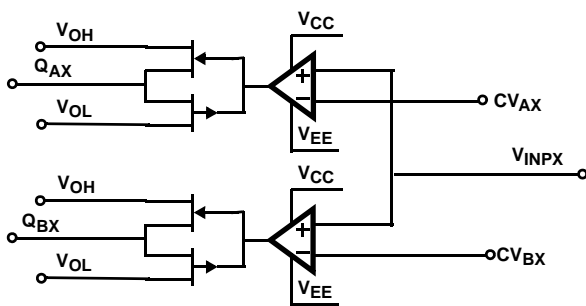 VOH
VCC
QAX
+
−
VOL
CVAX
VEE
VINPX
VCC
VOH
QBX
+
−
CVBX
VOL
VEE